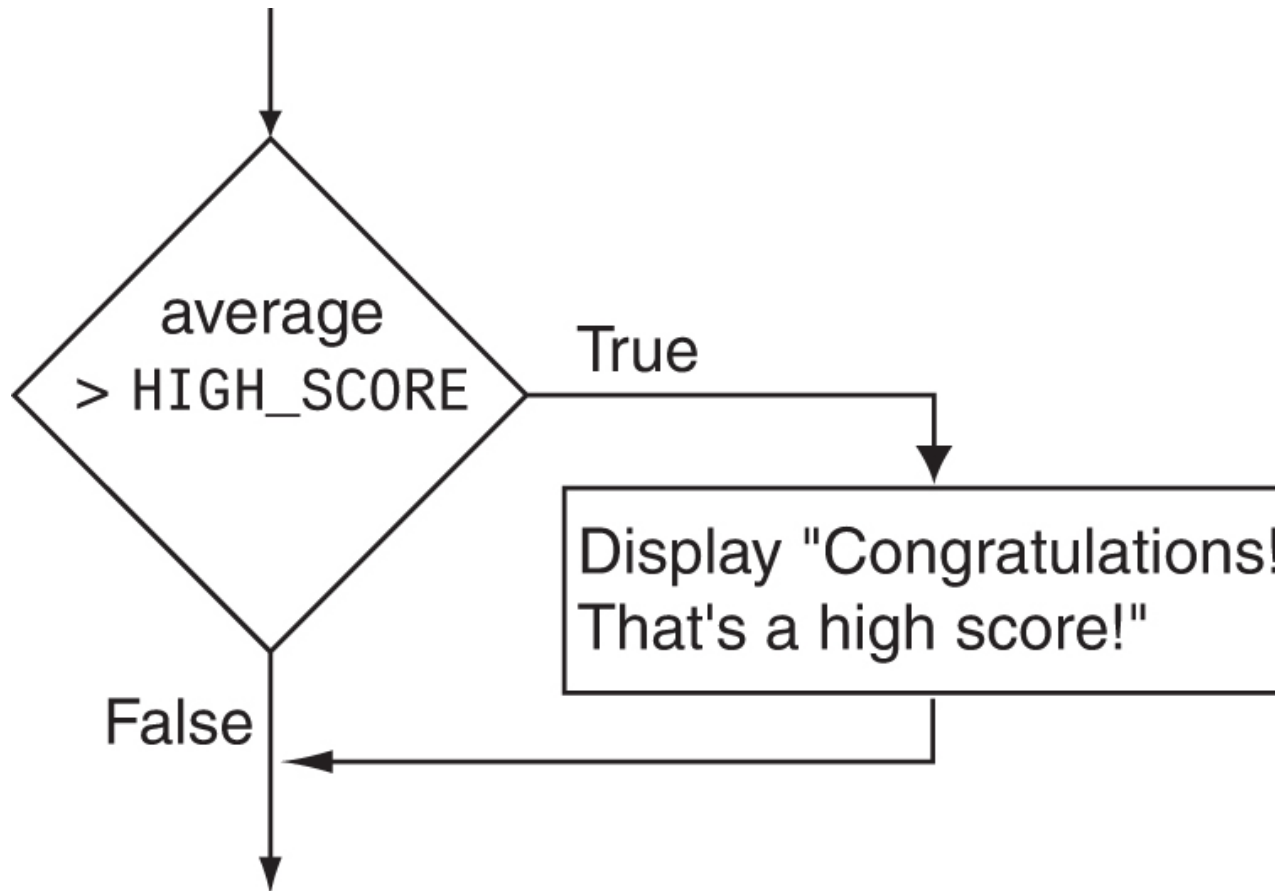 average
> HIGH_SCORE
True
Display "Congratulations!
That's a high score!"
False